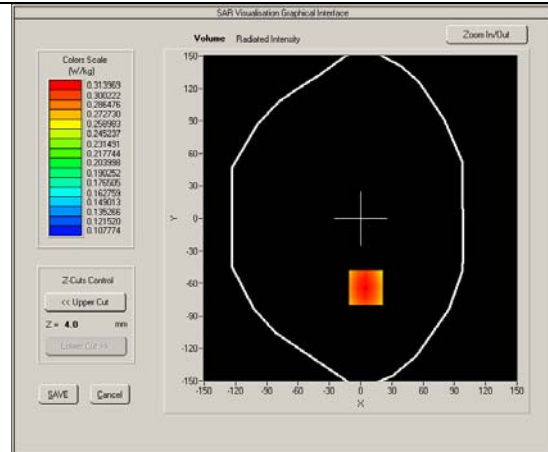 SAR Visualisation Graphical Interface
Volume Radiated Intensity
Zoom In/Out
Colors Scale
(W/kg)
0.313969
0.300222
0.286476
0.272730
0.258983
0.245237
0.231491
0.217744
0.203998
0.190252
0.176505
0.162759
0.149013
0.135266
0.121520
0.107774
Z-Cuts Control
<< Upper Cut
Z = 4.0 mm
Lower Cut >>
SAVE Cancel
150
120
90
60
30
0
-30
-60
-90
-120
-150
Y
-150 -120 -90 -60 -30 0 30 60 90 120 150
X